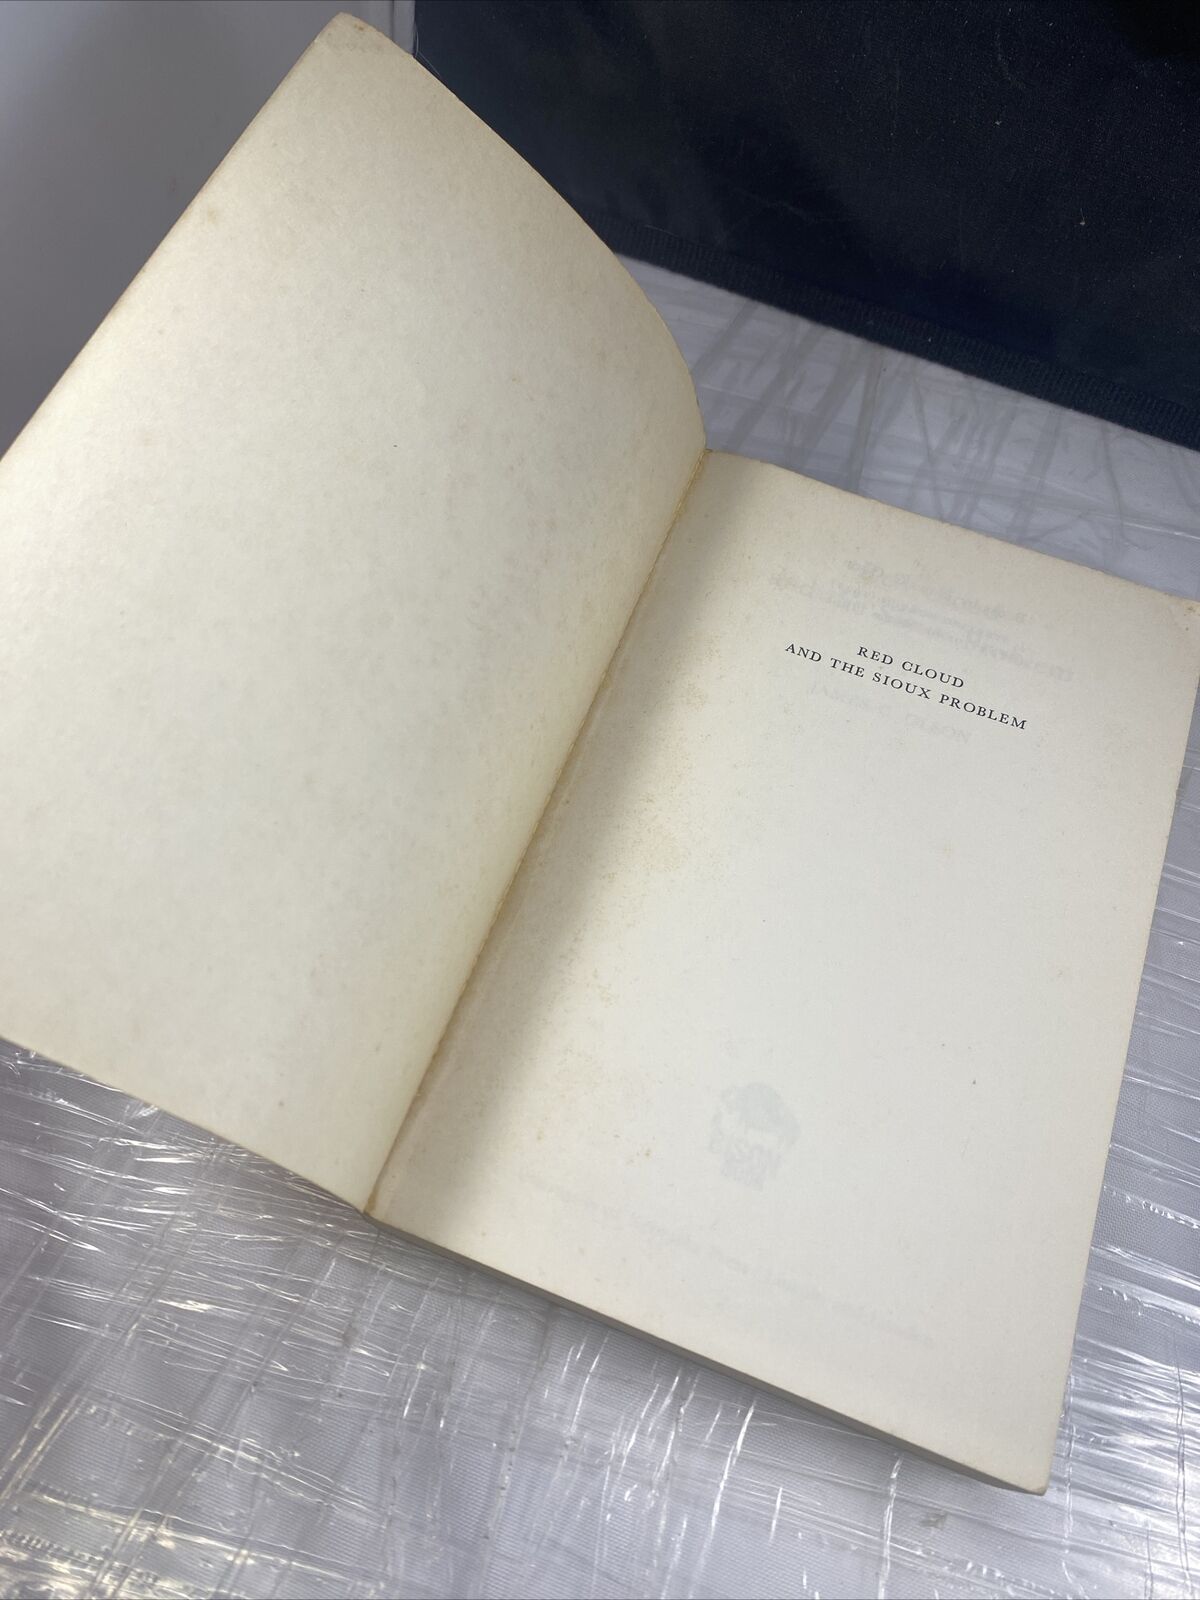 RED CLOUD
AND THE SIOUX PROBLEM